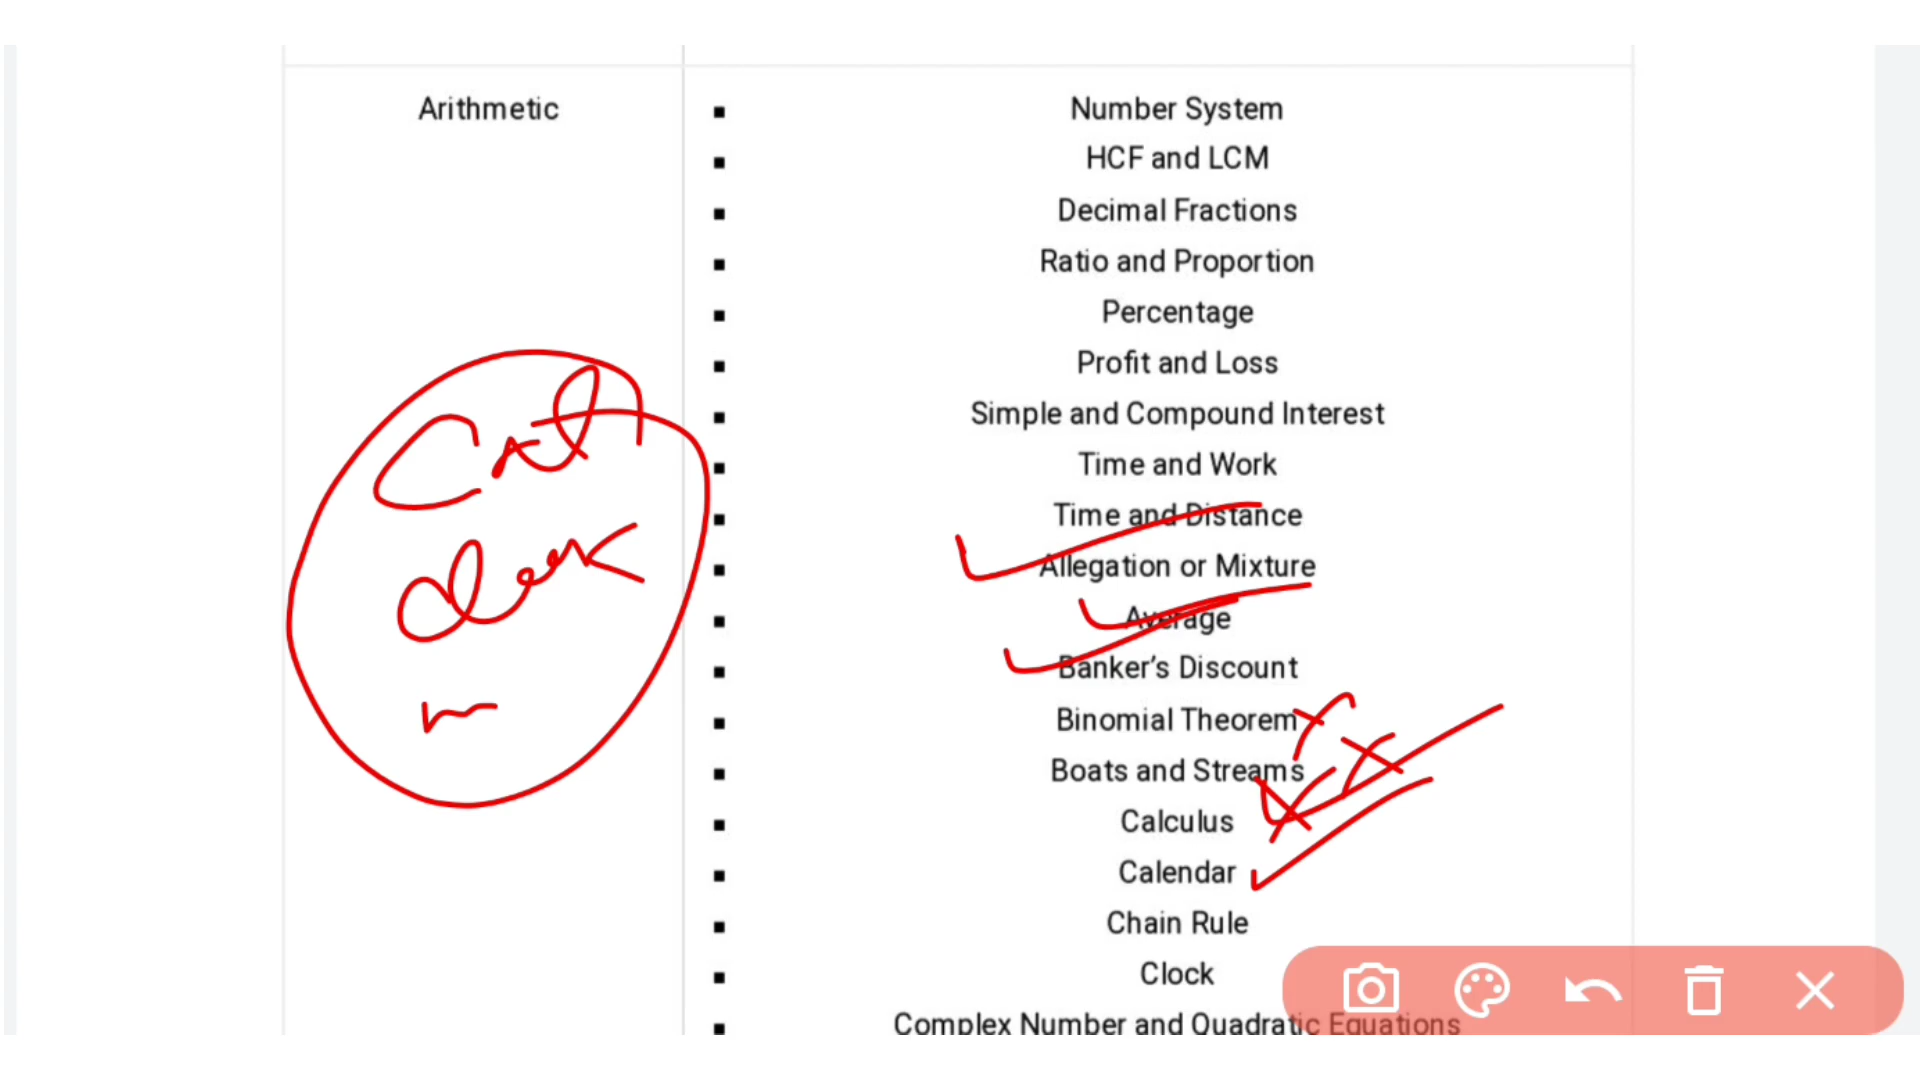 Arithmetic
Number System
HCF and LCM
Decimal Fractions
Ratio and Proportion
Percentage
Profit and Loss
Simple and Compound Interest
Time and Work
Time and Distance
Allegation or Mixture
Average
Banker’s Discount
Binomial Theorem
Boats and Streams
Calculus
Calendar
Chain Rule
Clock
Complex Number and Quadratic Equations